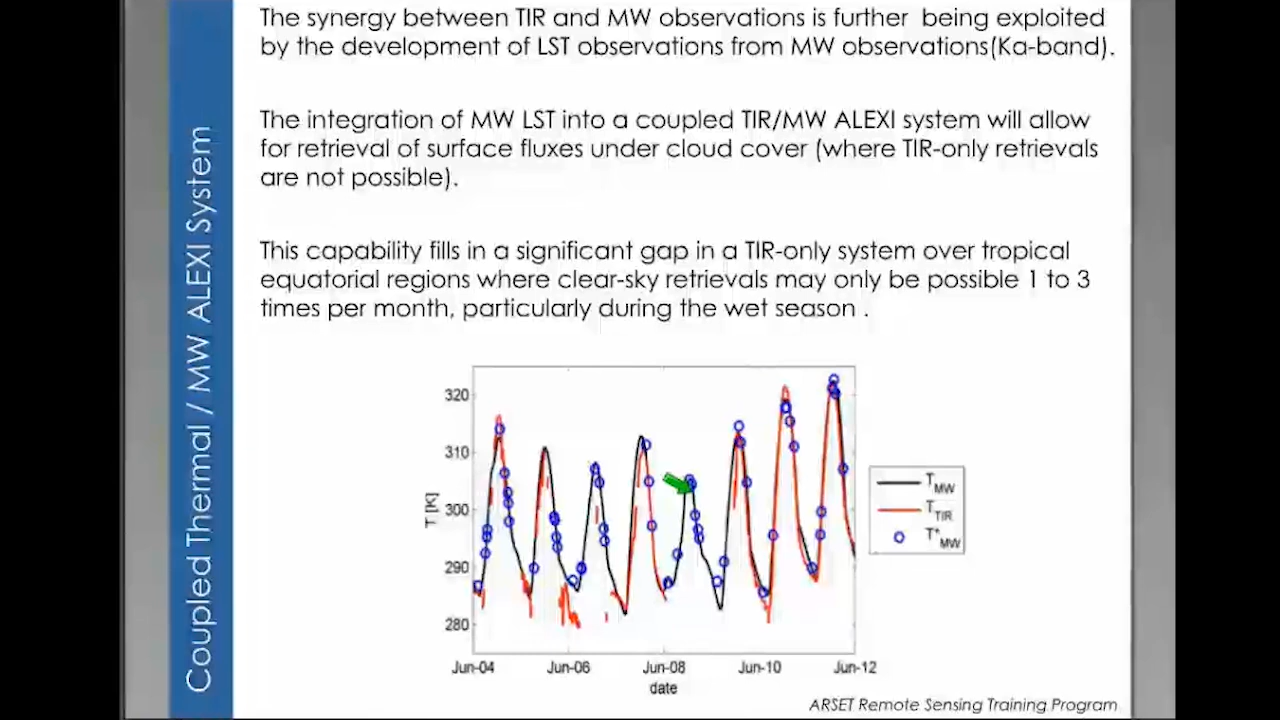 The synergy between TIR and MW observations is further being exploited
by the development of LST observations from MW observations(Ka-band).
The integration of MW LST into a coupled TIR/MW ALEXI system will allow
for retrieval of surface fluxes under cloud cover (where TIR-only retrievals
are not possible).
This capability fills in a significant gap in a TIR-only system over tropical
equatorial regions where clear-sky retrievals may only be possible 1 to 3
times per month, particularly during the wet season .
Coupled Thermal / MW ALEXI System
T [K]
320
310
300
290
280
Jun-04 Jun-06 Jun-08 Jun-10 Jun-12
date
T_MW
T_TIR
T*_MW
ARSET Remote Sensing Training Program